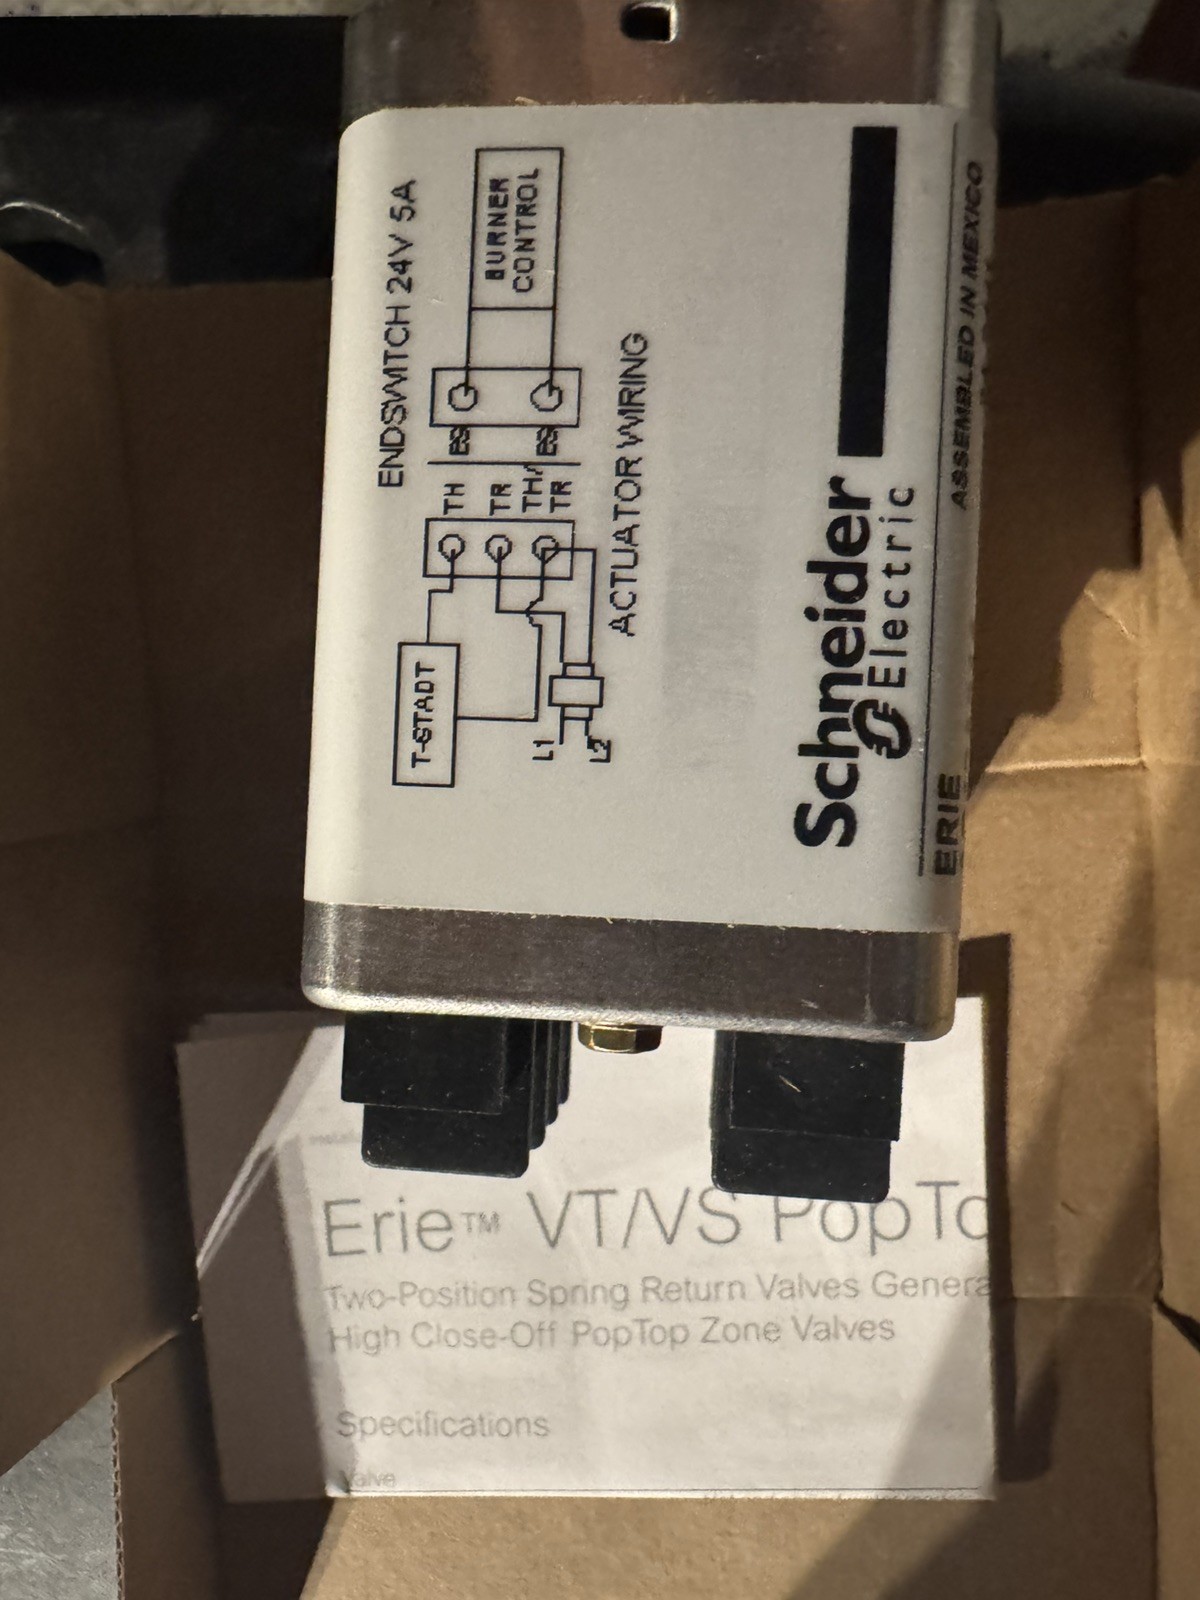 ENDSWITCH 24V 5A
BURNER
CONTROL
ES
ES
TH
TR
TH/
TR
T-STADT
L1
L2
ACTUATOR WIRING
Schneider
Electric
ERIE
ASSEMBLED IN MEXICO
Erie™ VT/VS PopTo
Two-Position Spring Return Valves Genera
High Close-Off PopTop Zone Valves
Specifications
Valve